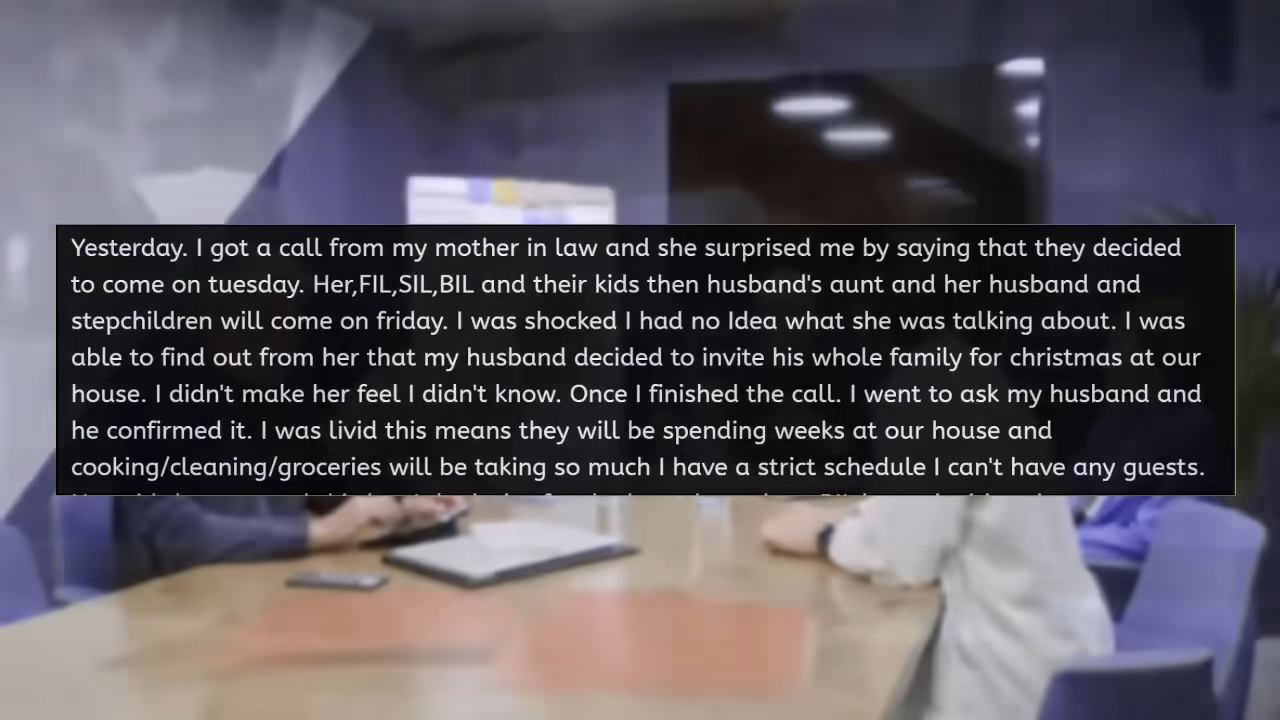 Yesterday. I got a call from my mother in law and she surprised me by saying that they decided
to come on tuesday. Her,FIL,SIL,BIL and their kids then husband's aunt and her husband and
stepchildren will come on friday. I was shocked I had no Idea what she was talking about. I was
able to find out from her that my husband decided to invite his whole family for christmas at our
house. I didn't make her feel I didn't know. Once I finished the call. I went to ask my husband and
he confirmed it. I was livid this means they will be spending weeks at our house and
cooking/cleaning/groceries will be taking so much I have a strict schedule I can't have any guests.